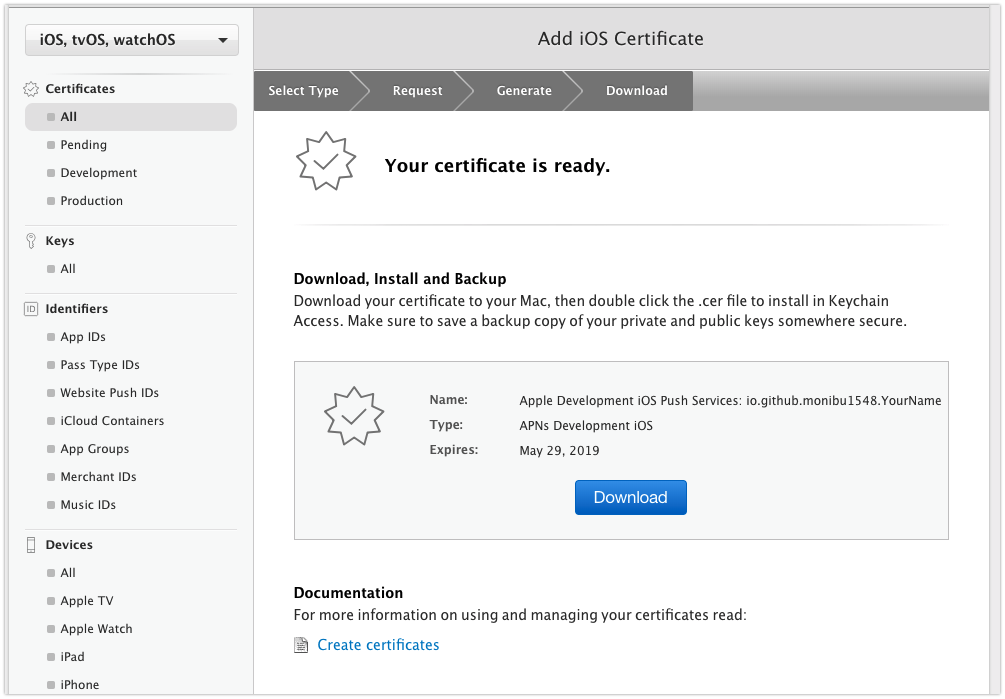 iOS, tvOS, watchOS
Certificates
All
Pending
Development
Production
Keys
All
ID
Identifiers
App IDs
Pass Type IDs
Website Push IDs
iCloud Containers
App Groups
Merchant IDs
Music IDs
Devices
All
Apple TV
Apple Watch
iPad
iPhone
Add iOS Certificate
Select Type
Request
Generate
Download
Your certificate is ready.
Download, Install and Backup
Download your certificate to your Mac, then double click the .cer file to install in Keychain
Access. Make sure to save a backup copy of your private and public keys somewhere secure.
Name: Apple Development iOS Push Services: io.github.monibu1548.YourName
Type: APNs Development iOS
Expires: May 29, 2019
Download
Documentation
For more information on using and managing your certificates read:
Create certificates